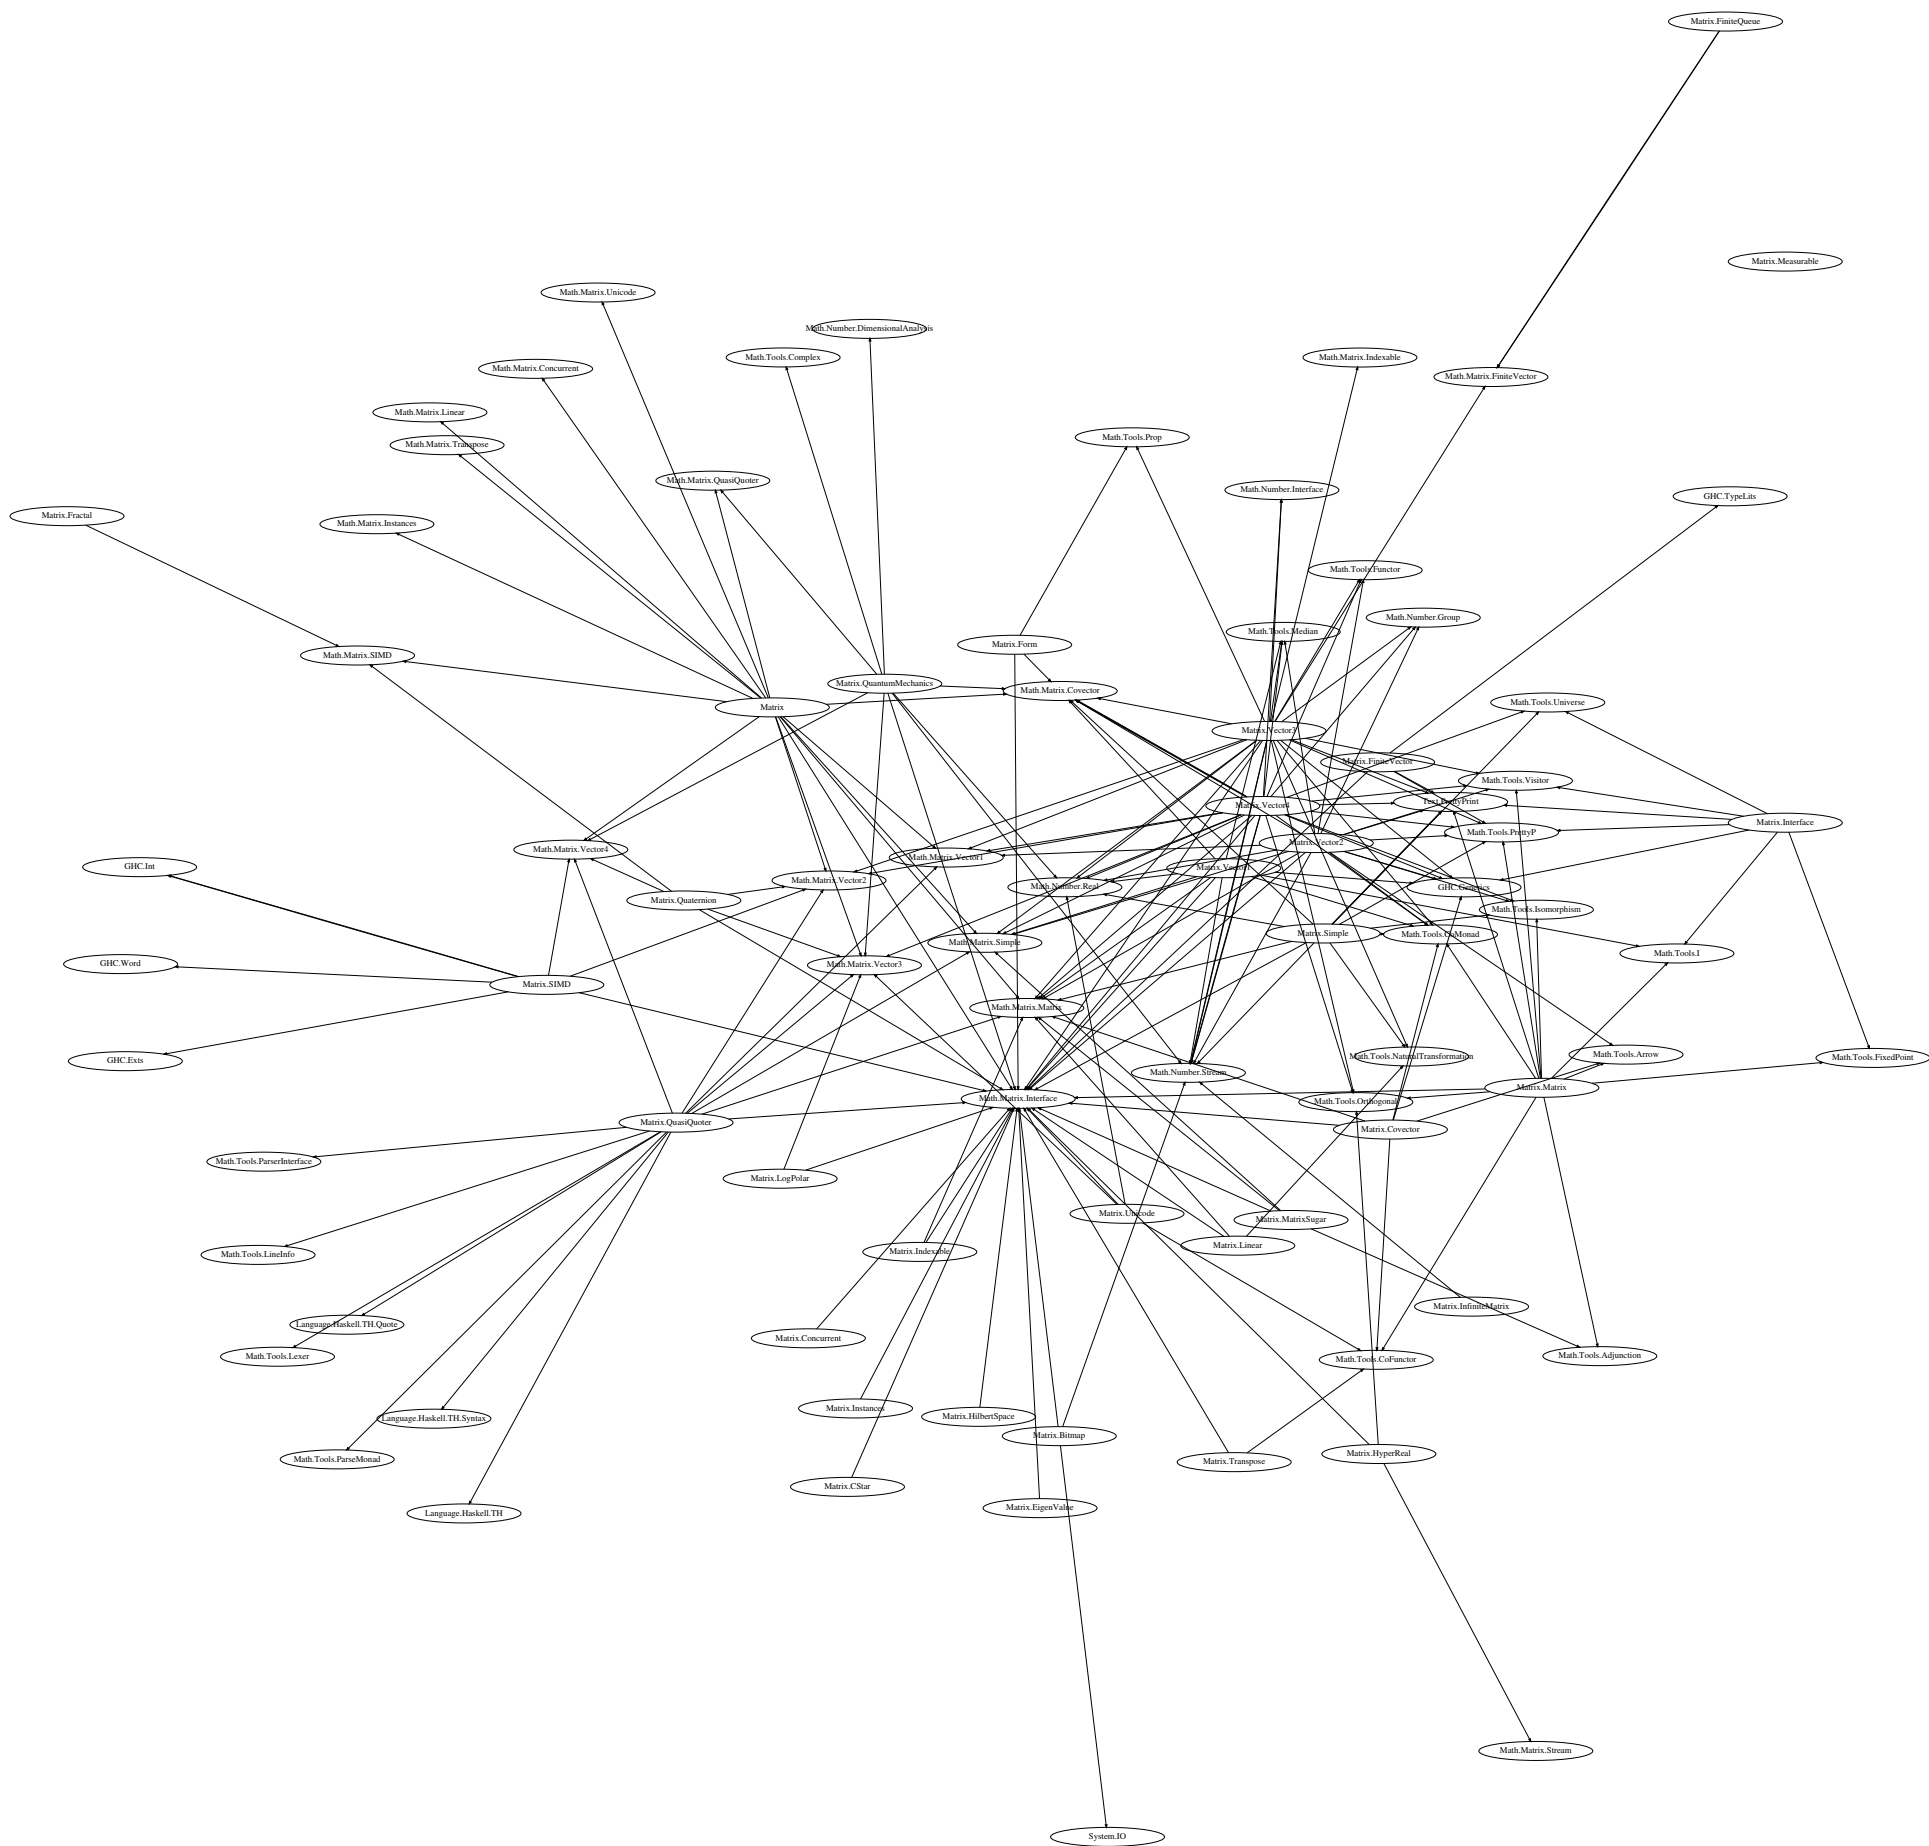 Matrix.FiniteQueue
Matrix.Measurable
Math.Matrix.Unicode
Math.Number.DimensionalAnalysis
Math.Tools.Complex
Math.Matrix.Indexable
Math.Matrix.Concurrent
Math.Matrix.FiniteVector
Math.Matrix.Linear
Math.Tools.Prop
Math.Matrix.Transpose
Math.Matrix.QuasiQuoter
Math.Number.Interface
GHC.TypeLits
Matrix.Fractal
Math.Matrix.Instances
Math.Tools.Functor
Math.Number.Group
Math.Tools.Median
Matrix.Form
Math.Matrix.SIMD
Matrix.QuantumMechanics
Math.Matrix.Covector
Math.Tools.Universe
Matrix
Matrix.Vector3
Matrix.FiniteVector
Math.Tools.Visitor
Text.PrettyPrint
Matrix.Vector4
Matrix.Interface
Math.Tools.PrettyP
Matrix.Vector2
Math.Matrix.Vector4
Math.Matrix.Vector1
GHC.Int
Matrix.Vector1
Math.Matrix.Vector2
Math.Number.Real
GHC.Generics
Matrix.Quaternion
Math.Tools.Isomorphism
Matrix.Simple
Math.Tools.CoMonad
Math.Matrix.Simple
Math.Tools.I
GHC.Word
Math.Matrix.Vector3
Matrix.SIMD
Math.Matrix.Matrix
GHC.Exts
Math.Tools.NaturalTransformation
Math.Tools.Arrow
Math.Tools.FixedPoint
Math.Number.Stream
Matrix.Matrix
Math.Matrix.Interface
Math.Tools.Orthogonal
Matrix.QuasiQuoter
Matrix.Covector
Math.Tools.ParserInterface
Matrix.LogPolar
Matrix.Unicode
Matrix.MatrixSugar
Matrix.Linear
Matrix.Indexable
Math.Tools.LineInfo
Matrix.InfiniteMatrix
Language.Haskell.TH.Quote
Matrix.Concurrent
Math.Tools.Lexer
Math.Tools.CoFunctor
Math.Tools.Adjunction
Matrix.Instances
Matrix.HilbertSpace
Language.Haskell.TH.Syntax
Matrix.Bitmap
Matrix.HyperReal
Math.Tools.ParseMonad
Matrix.Transpose
Matrix.CStar
Matrix.EigenValue
Language.Haskell.TH
Math.Matrix.Stream
System.IO